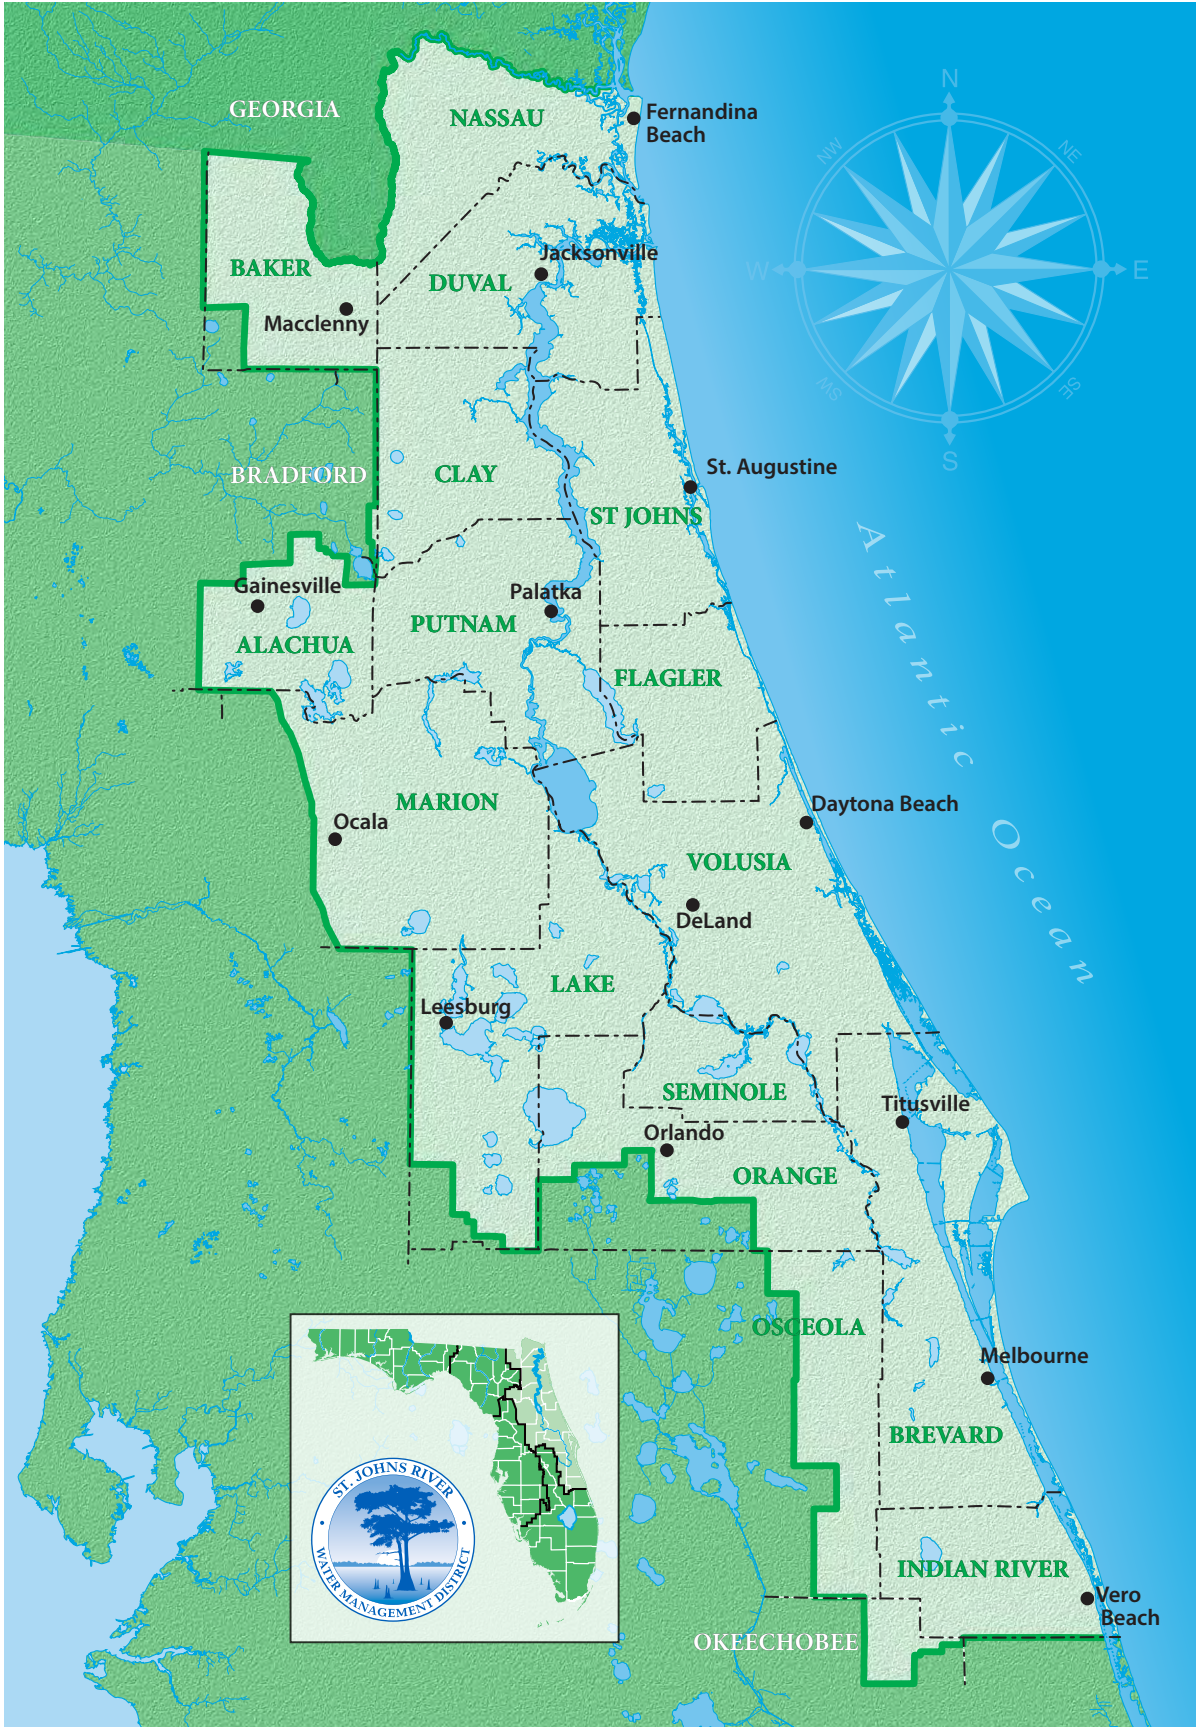 GEORGIA
NASSAU
Fernandina
Beach
N
NW
NE
W
E
SW
SE
S
BAKER
DUVAL
Jacksonville
Macclenny
BRADFORD
CLAY
St. Augustine
ST JOHNS
Gainesville
ALACHUA
Palatka
PUTNAM
FLAGLER
Atlantic Ocean
MARION
Ocala
Daytona Beach
VOLUSIA
DeLand
LAKE
Leesburg
SEMINOLE
Titusville
Orlando
ORANGE
OSCEOLA
Melbourne
BREVARD
INDIAN RIVER
Vero
Beach
OKEECHOBEE
ST. JOHNS RIVER
WATER MANAGEMENT DISTRICT